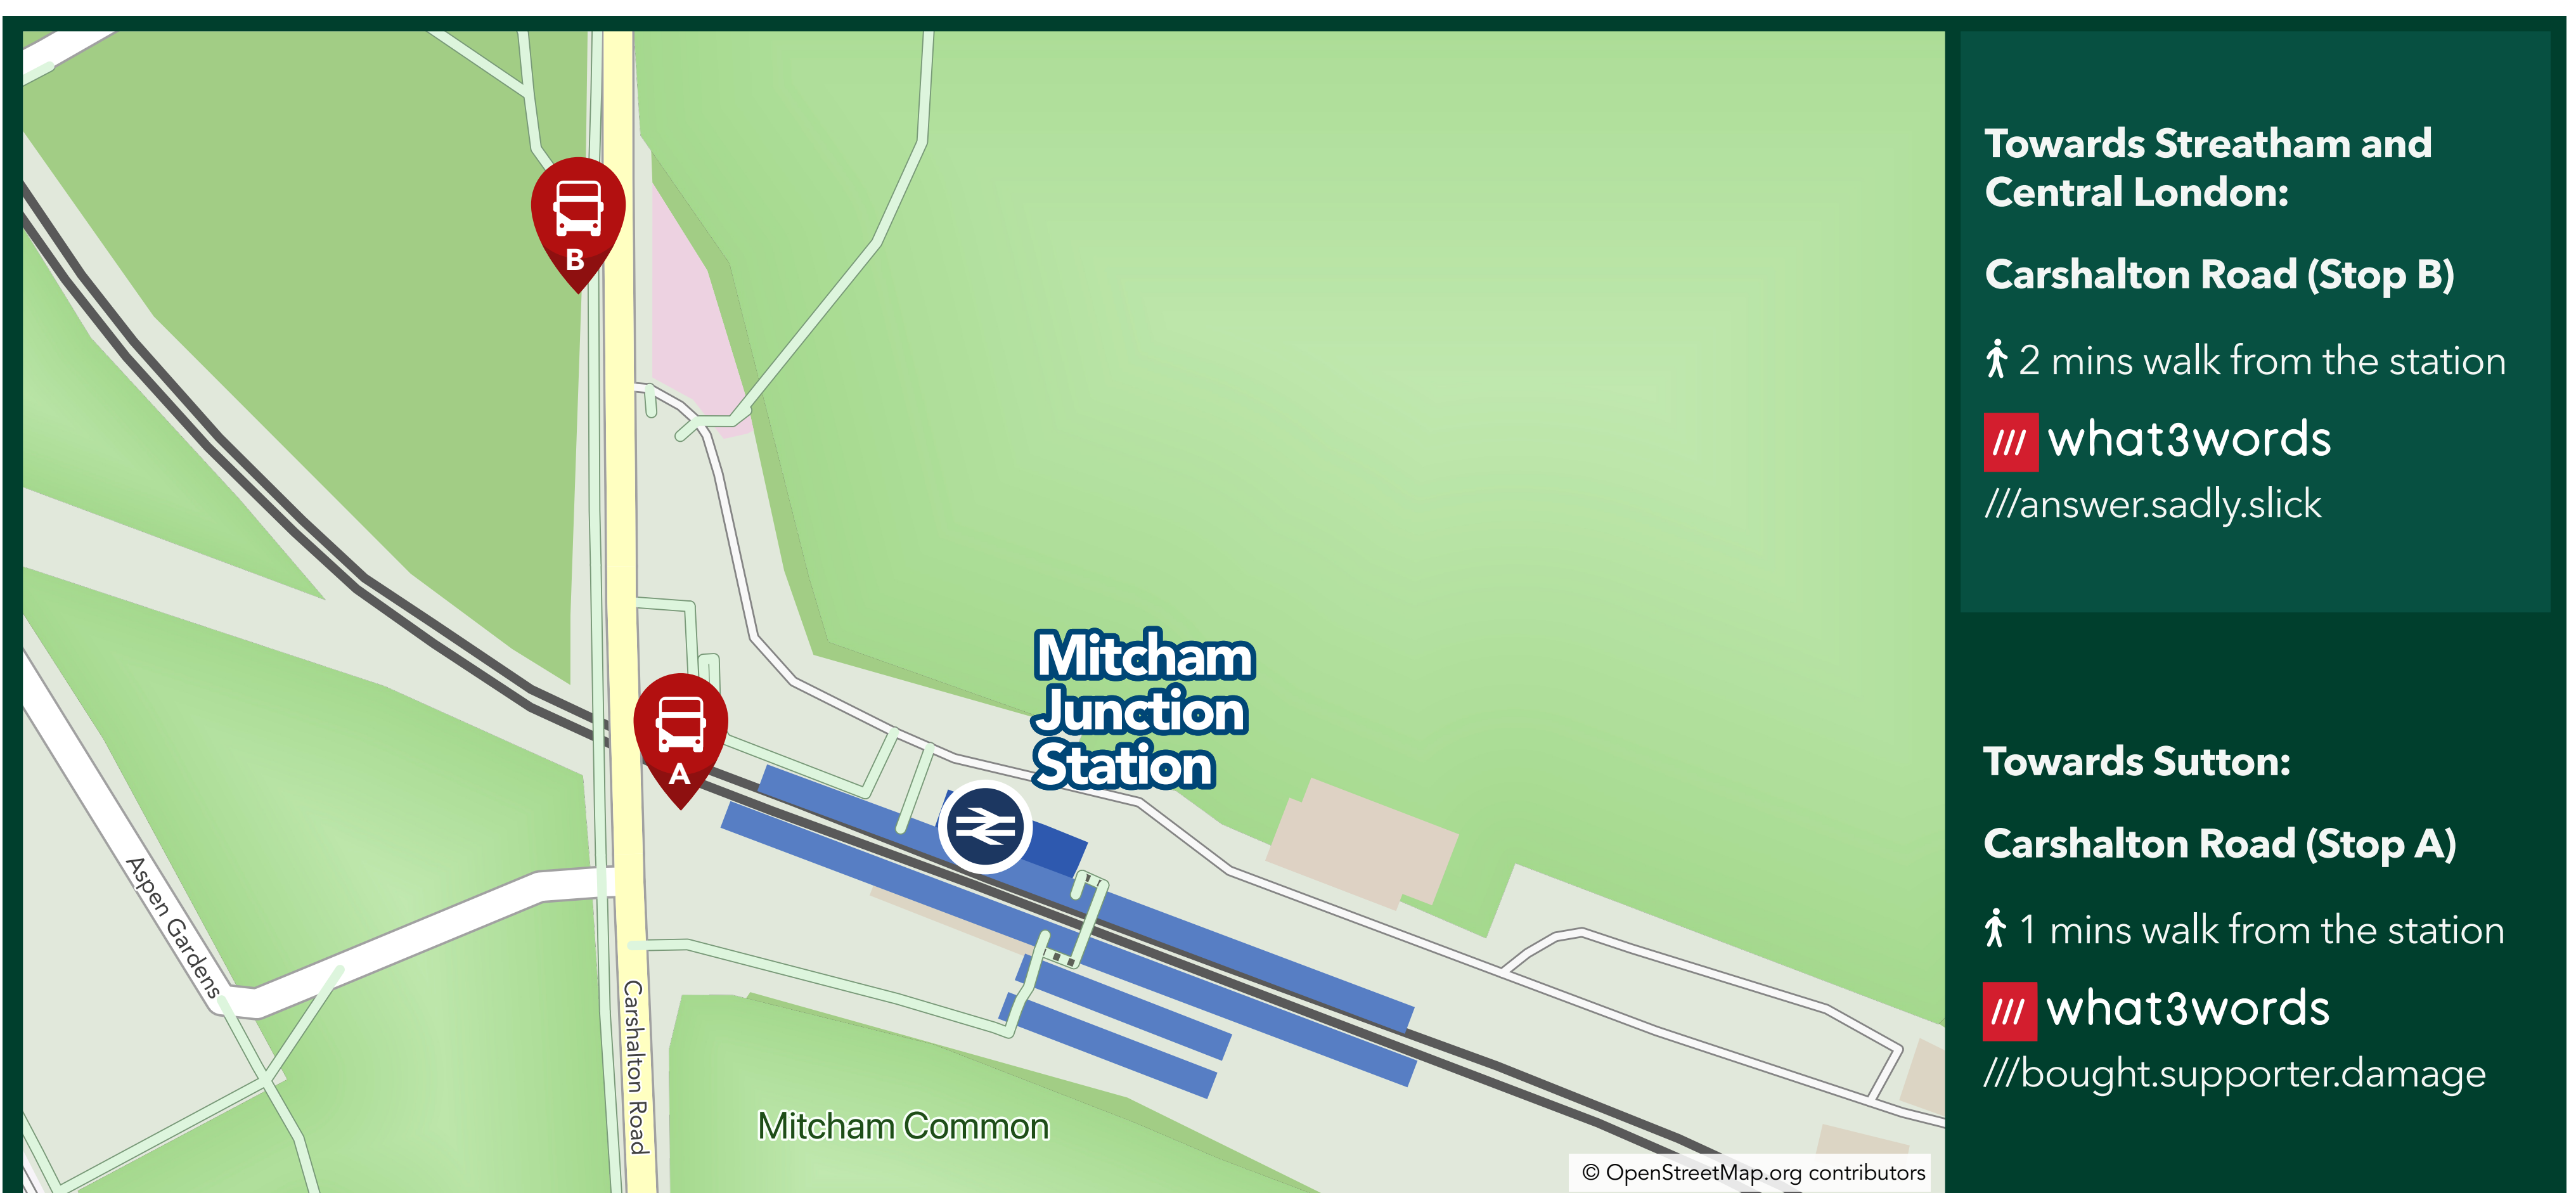 B
A
Mitcham
Junction
Station
Aspen Gardens
Carshalton Road
Mitcham Common
© OpenStreetMap.org contributors
Towards Streatham and
Central London:
Carshalton Road (Stop B)
2 mins walk from the station
/// what3words
///answer.sadly.slick
Towards Sutton:
Carshalton Road (Stop A)
1 mins walk from the station
/// what3words
///bought.supporter.damage